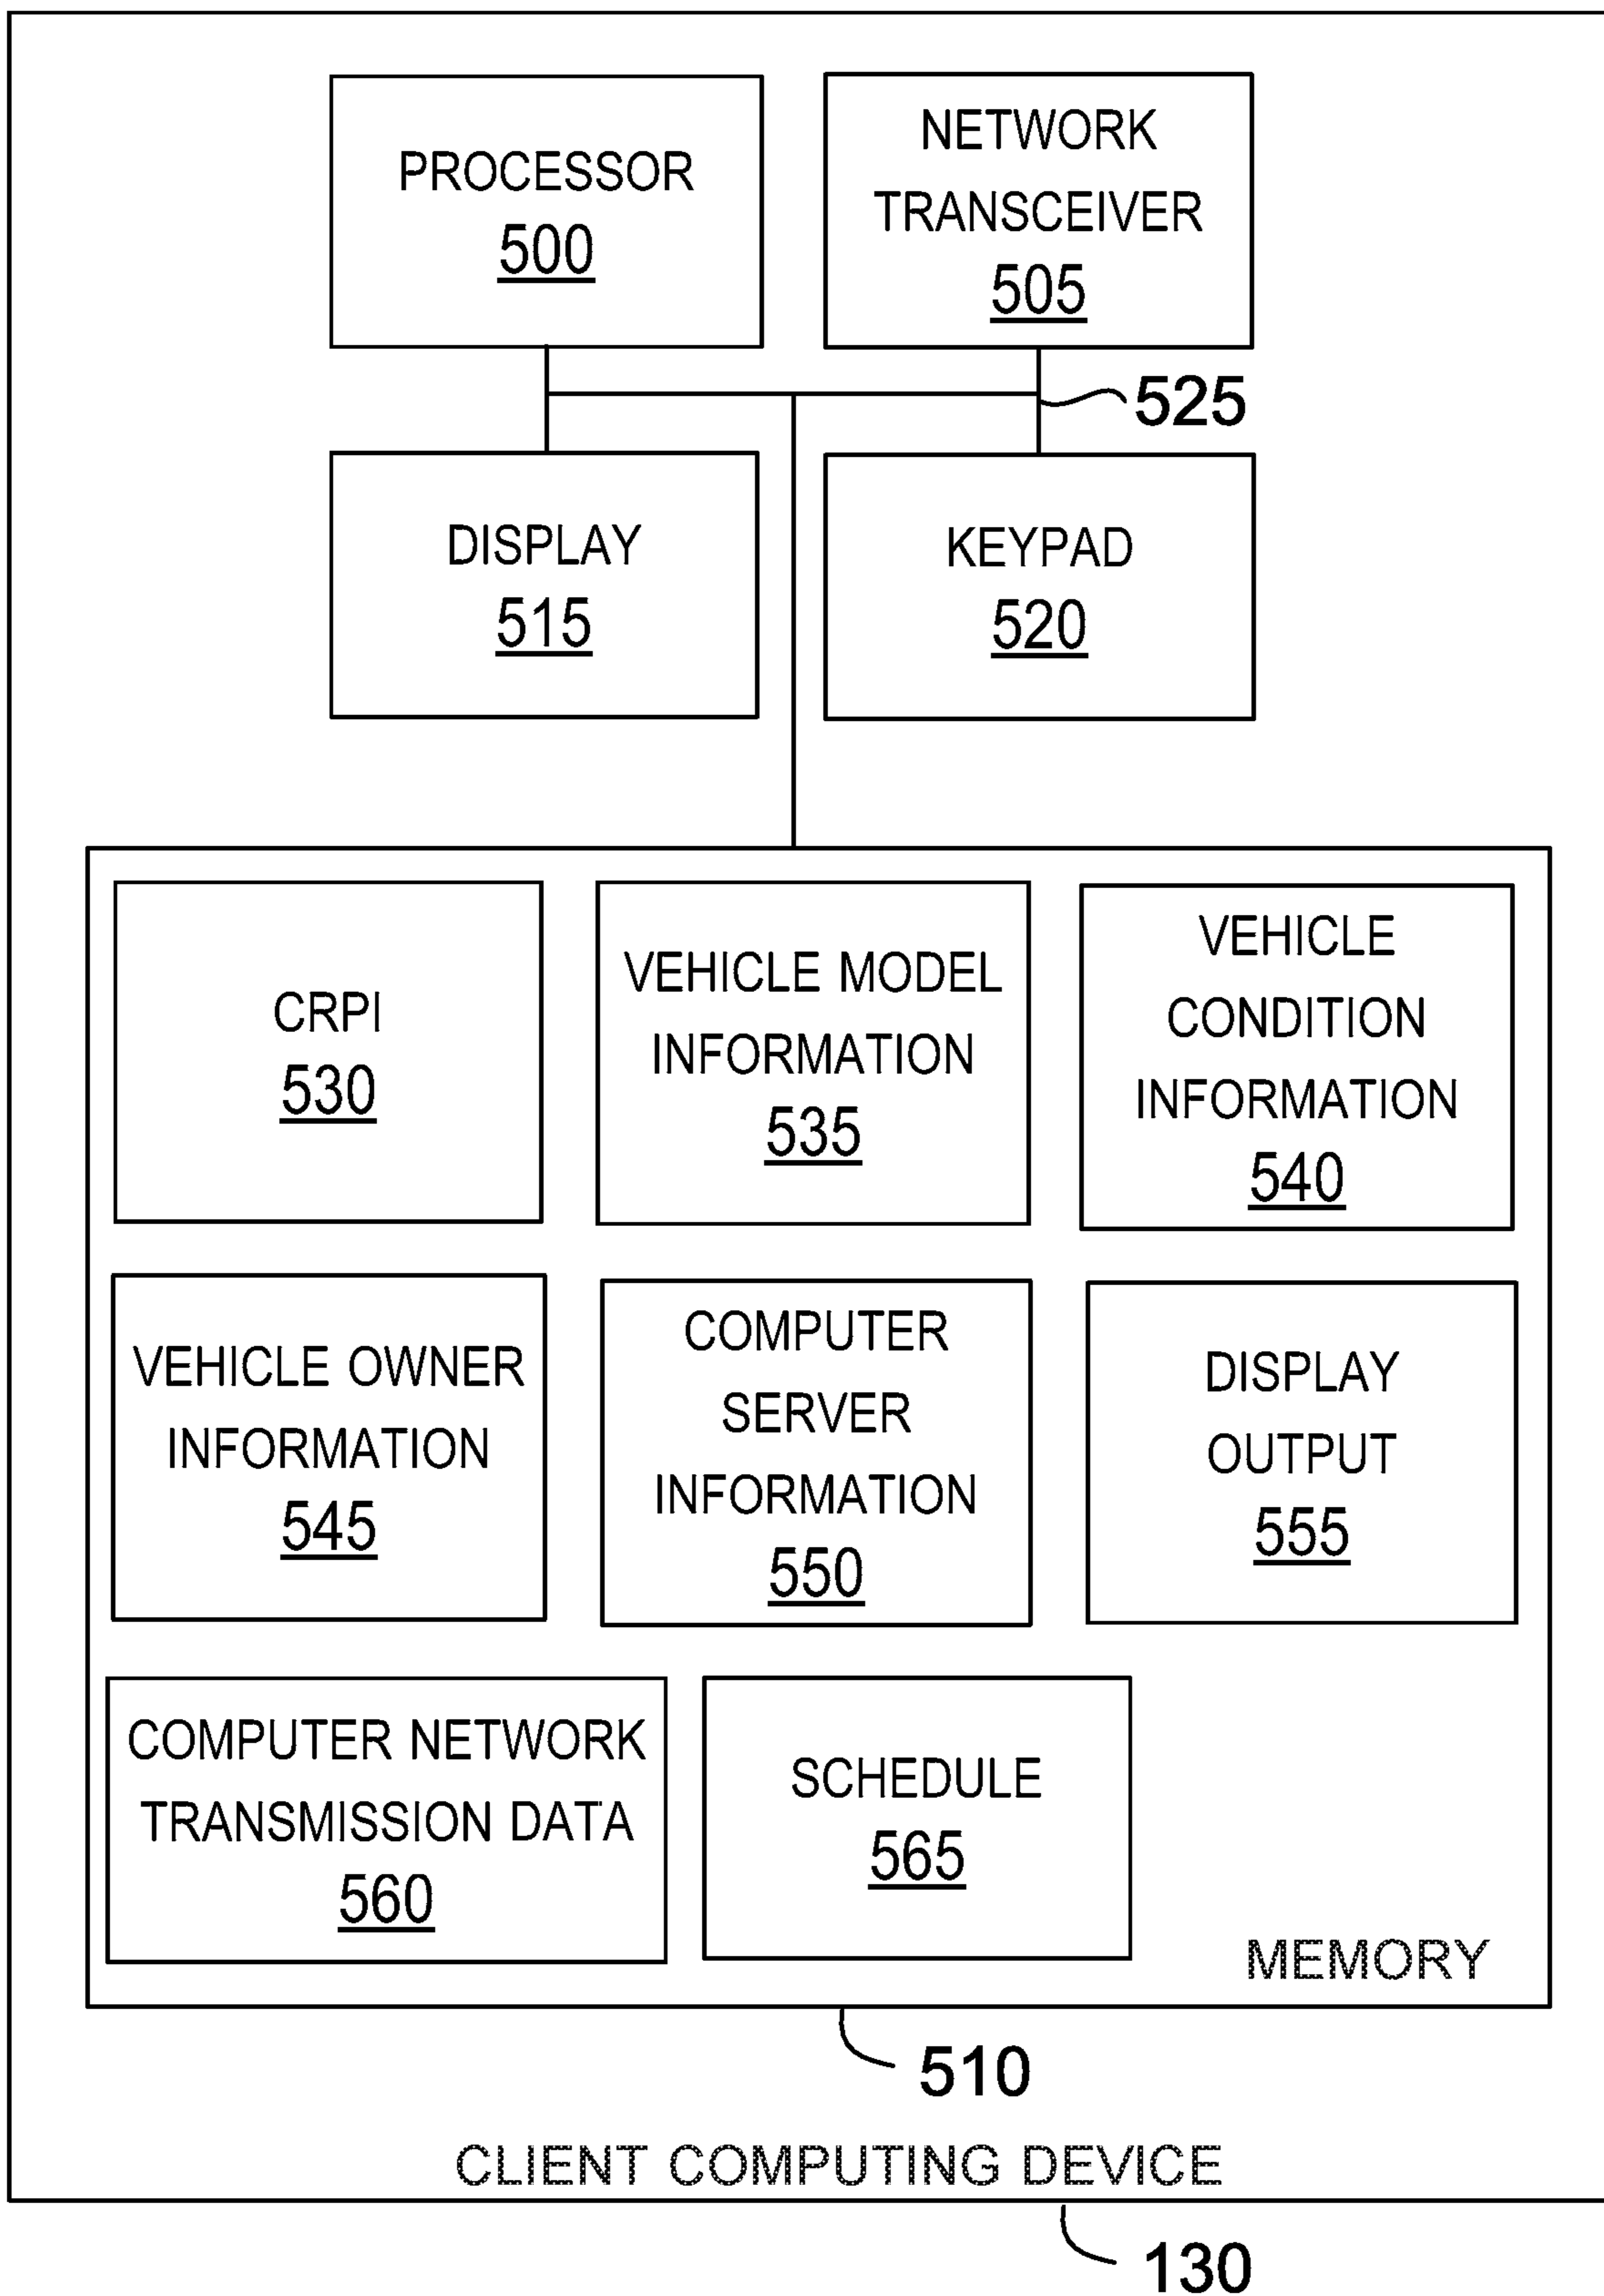 PROCESSOR
500
NETWORK
TRANSCEIVER
505
525
DISPLAY
515
KEYPAD
520
CRPI
530
VEHICLE MODEL
INFORMATION
535
VEHICLE
CONDITION
INFORMATION
540
VEHICLE OWNER
INFORMATION
545
COMPUTER
SERVER
INFORMATION
550
DISPLAY
OUTPUT
555
COMPUTER NETWORK
TRANSMISSION DATA
560
SCHEDULE
565
MEMORY
510
CLIENT COMPUTING DEVICE
130